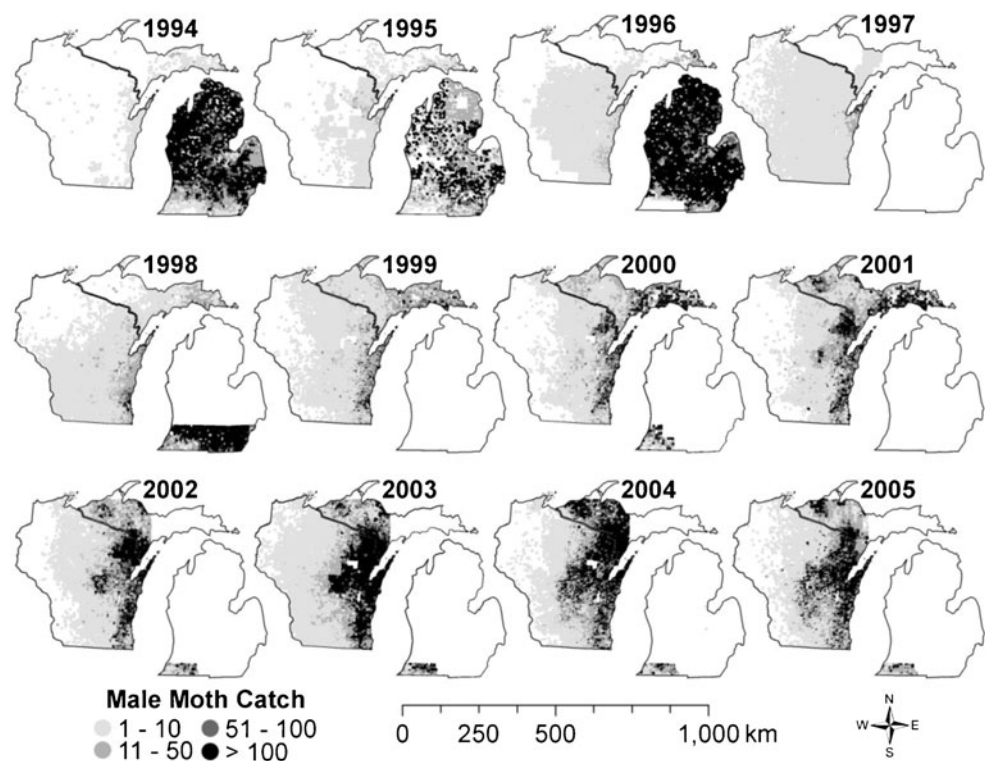 1994 1995 1996 1997
1998 1999 2000 2001
2002 2003 2004 2005
Male Moth Catch
1 - 10 51 - 100
11 - 50 > 100
0 250 500 1,000 km
N
W E
S